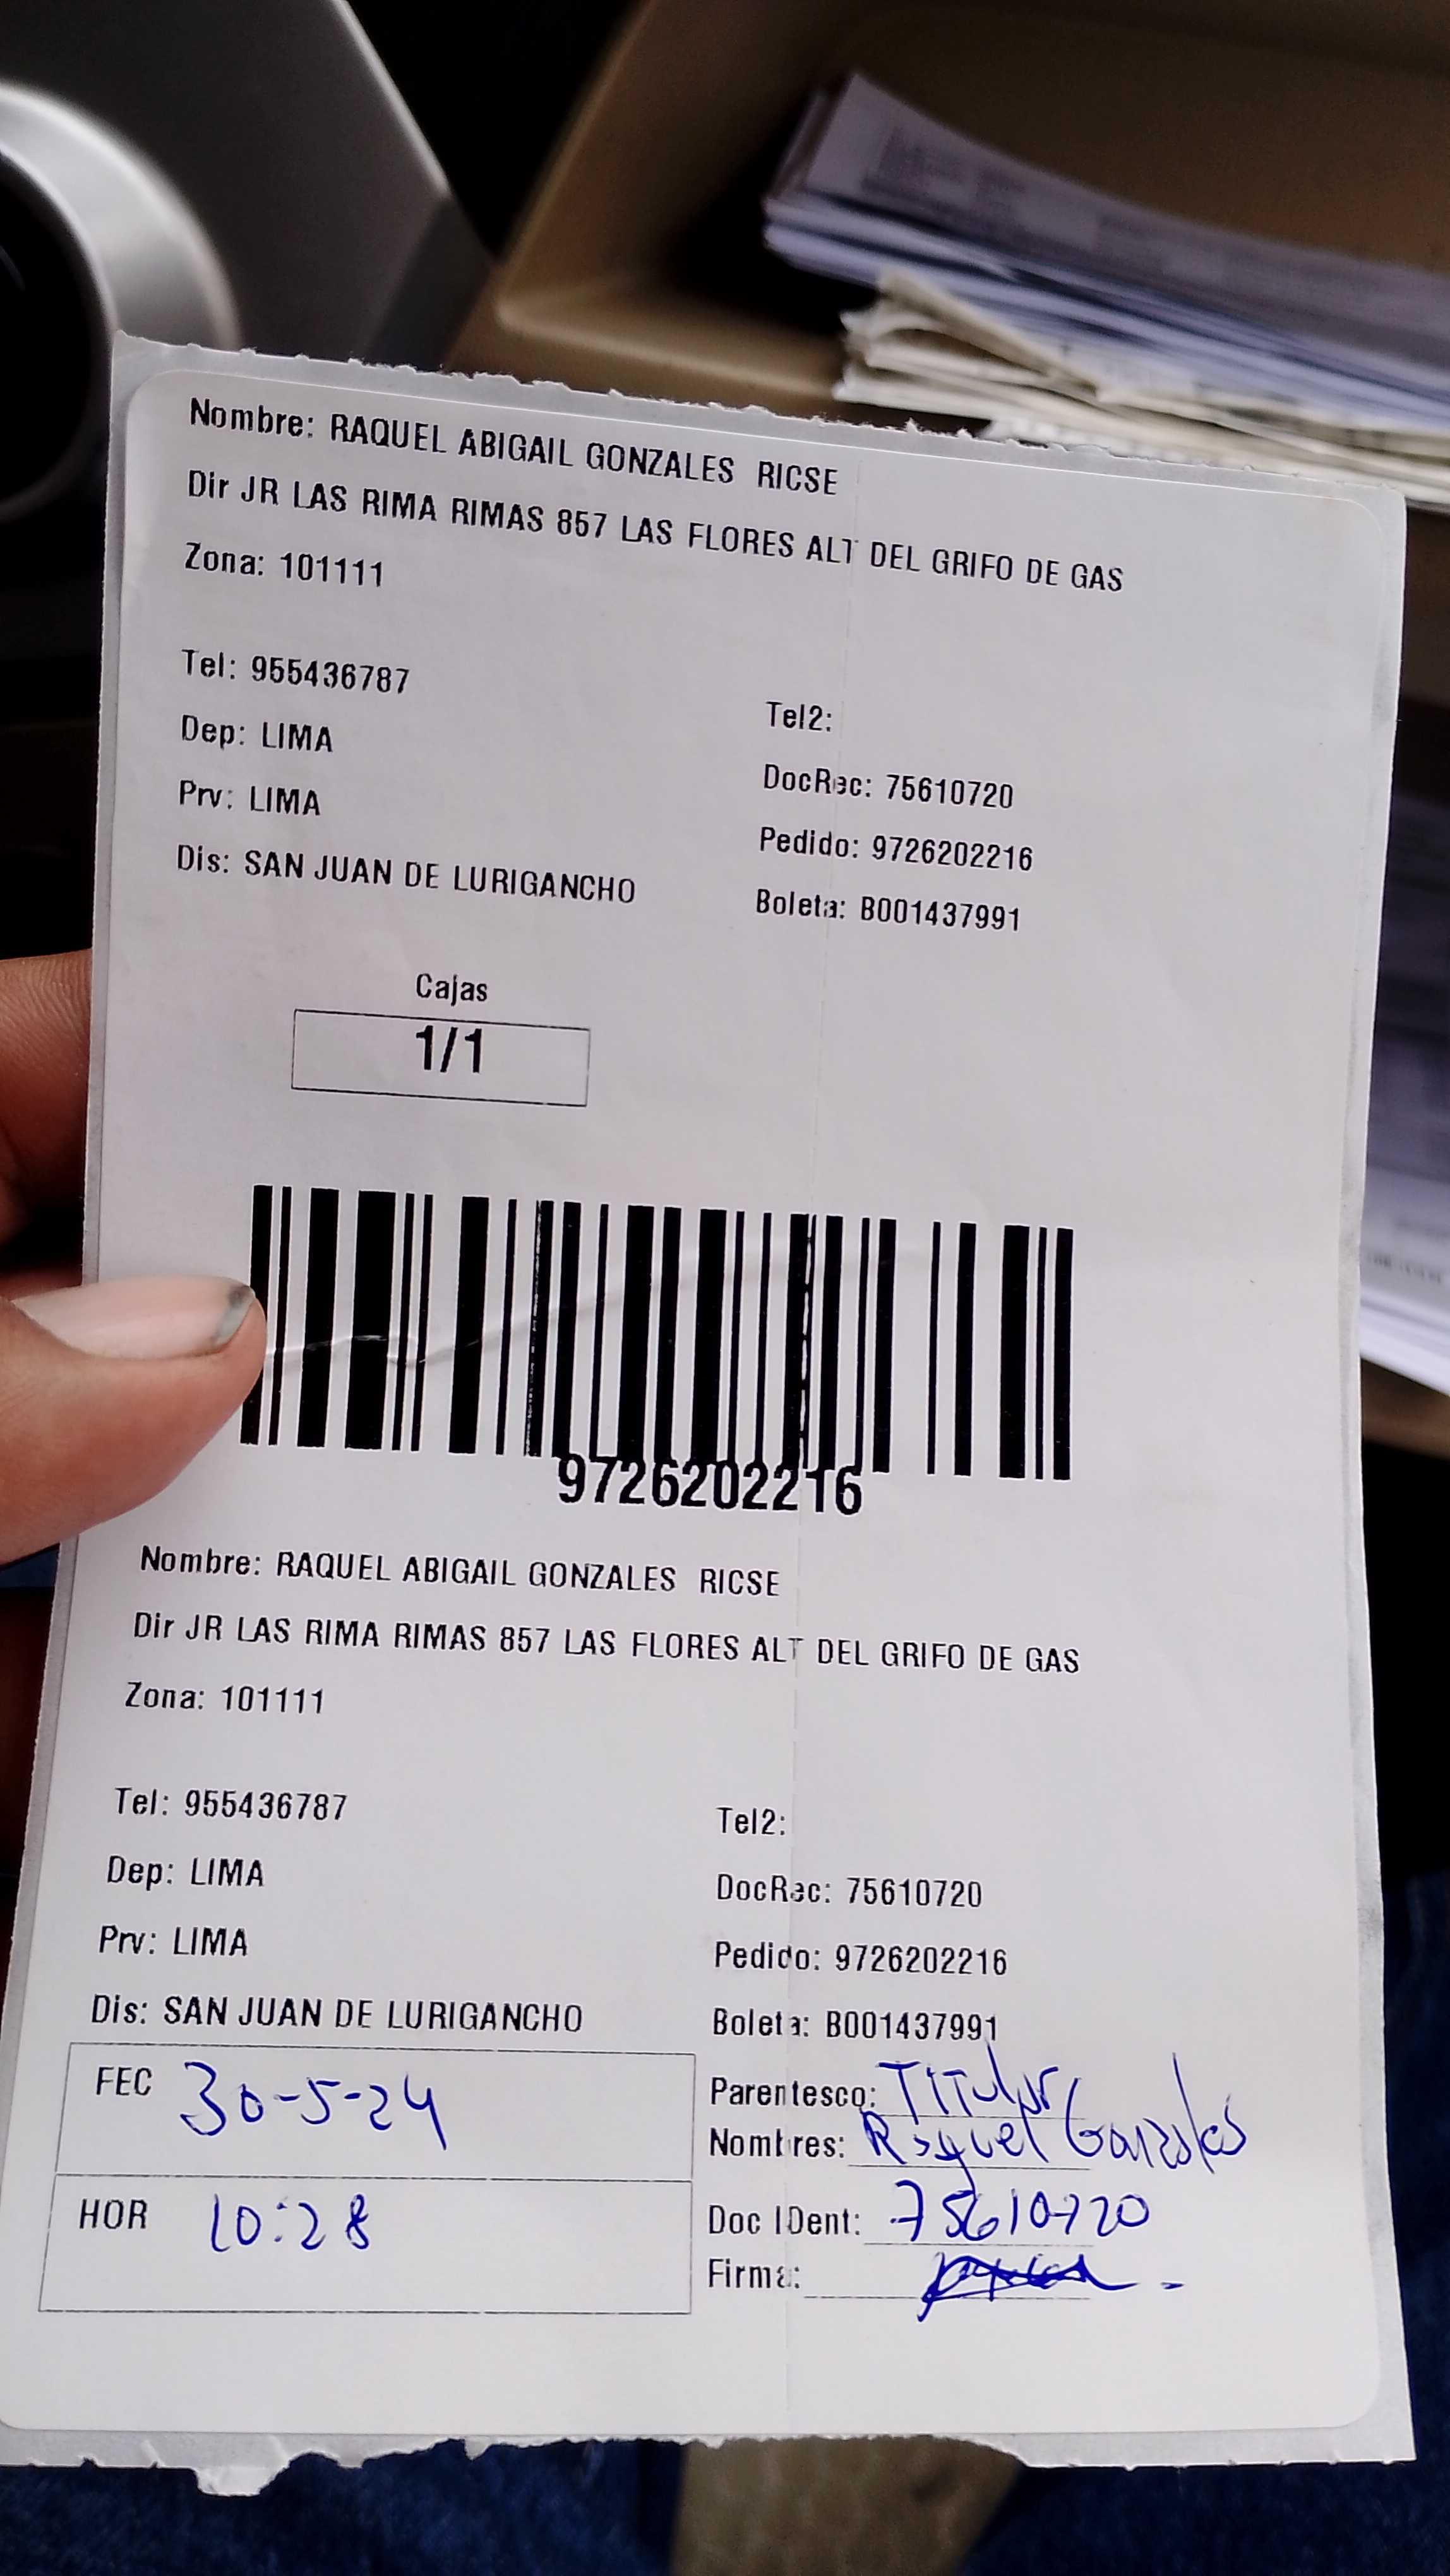 Nombre: RAQUEL ABIGAIL GONZALES RICSE
Dir JR LAS RIMA RIMAS 857 LAS FLORES ALT DEL GRIFO DE GAS
Zona: 101111
Tel: 955436787
Tel2:
Dep: LIMA
DocRec: 75610720
Prv: LIMA
Pedido: 9726202216
Dis: SAN JUAN DE LURIGANCHO
Boleta: B001437991
Cajas
1/1
9726202216
Nombre: RAQUEL ABIGAIL GONZALES RICSE
Dir JR LAS RIMA RIMAS 857 LAS FLORES ALT DEL GRIFO DE GAS
Zona: 101111
Tel: 955436787
Tel2:
Dep: LIMA
DocRec: 75610720
Prv: LIMA
Pedido: 9726202216
Dis: SAN JUAN DE LURIGANCHO
Boleta: B001437991
FEC 30-5-24
Parentesco: Titular
Nombres: Raquel Gonzales
HOR 10:28
Doc IDent: 75610720
Firma: